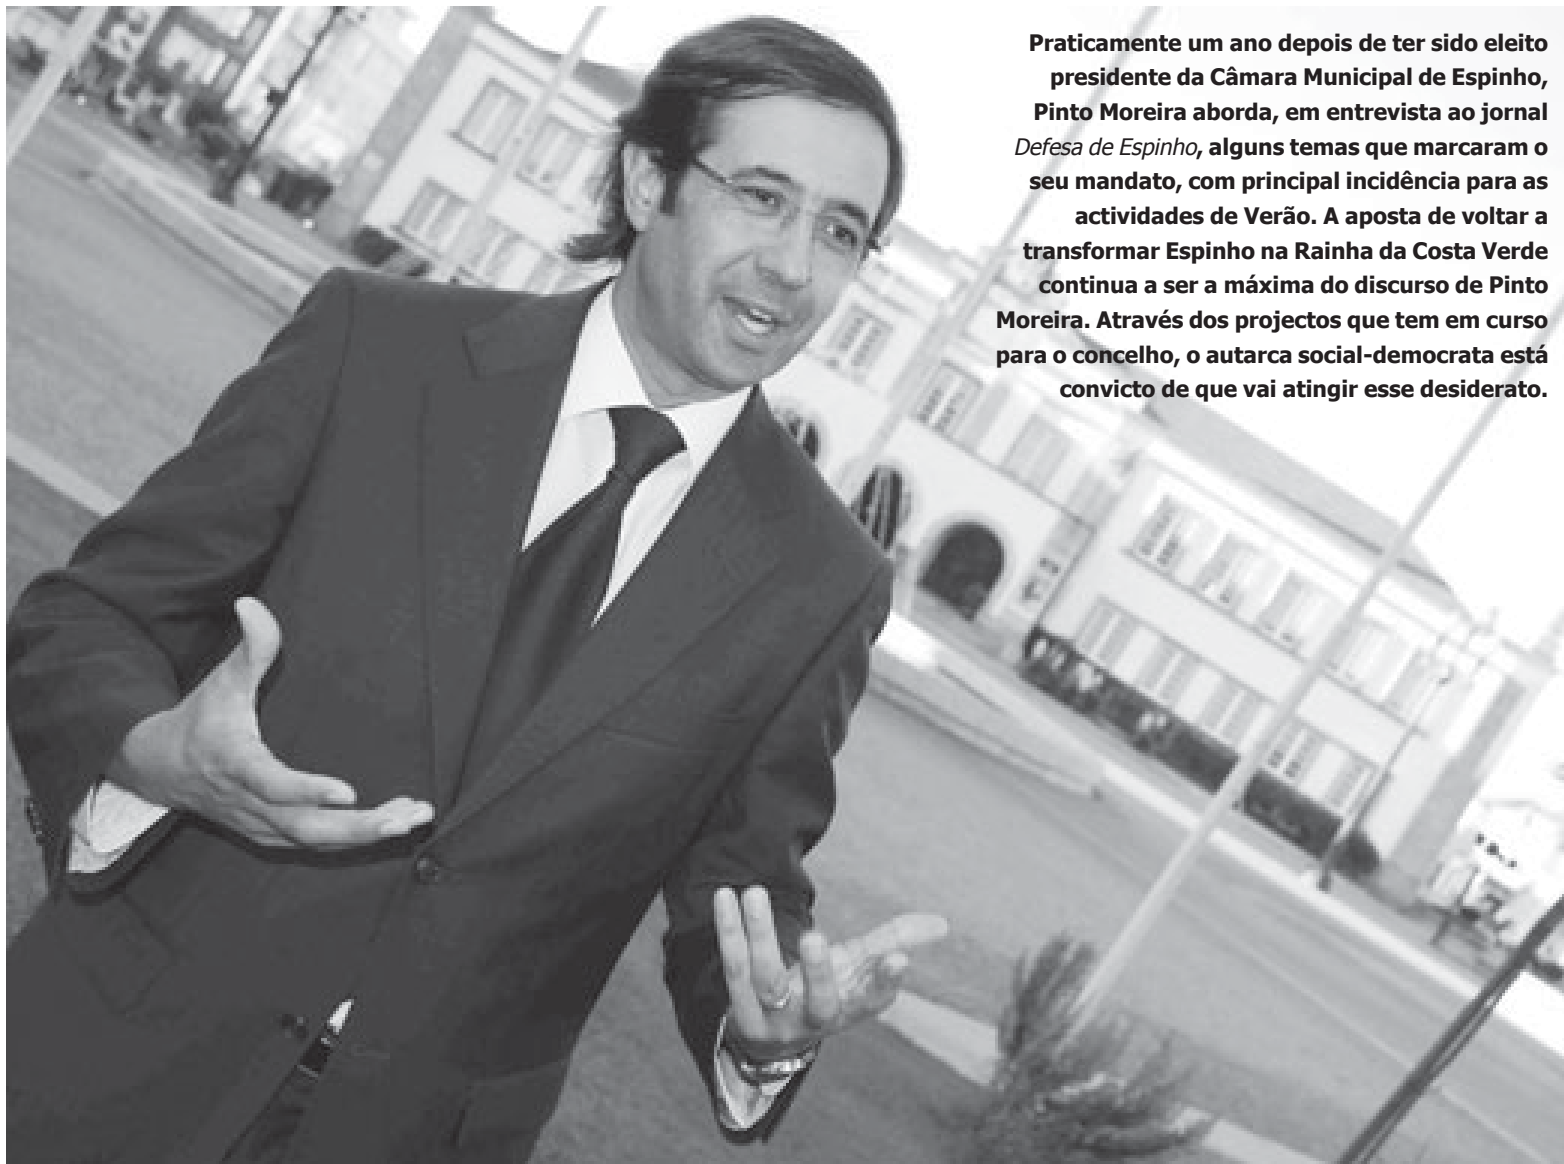 Praticamente um ano depois de ter sido eleito
presidente da Câmara Municipal de Espinho,
Pinto Moreira aborda, em entrevista ao jornal
Defesa de Espinho, alguns temas que marcaram o
seu mandato, com principal incidência para as
actividades de Verão. A aposta de voltar a
transformar Espinho na Rainha da Costa Verde
continua a ser a máxima do discurso de Pinto
Moreira. Através dos projectos que tem em curso
para o concelho, o autarca social-democrata está
convicto de que vai atingir esse desiderato.